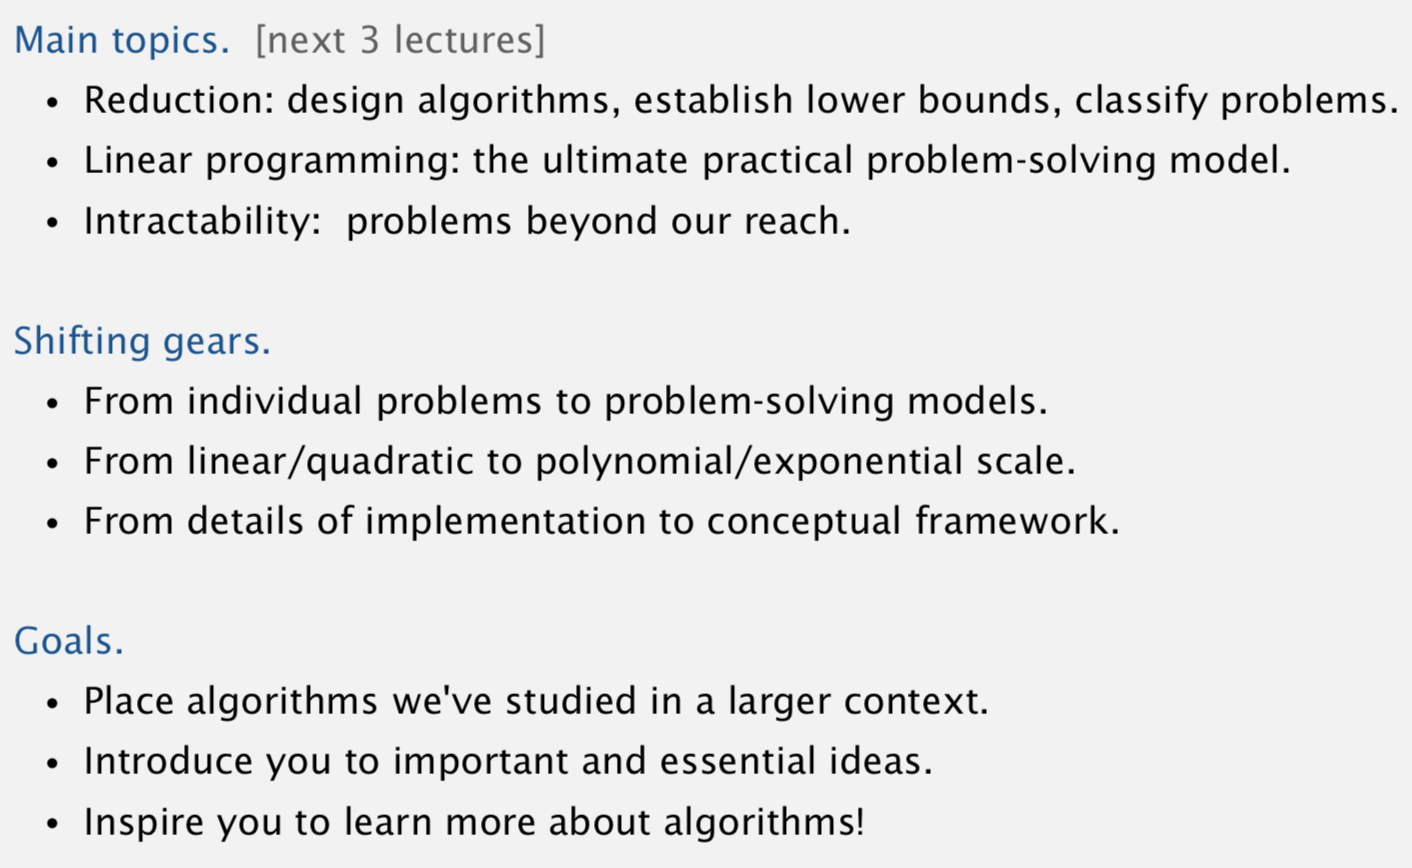 Main topics. [next 3 lectures]
• Reduction: design algorithms, establish lower bounds, classify problems.
• Linear programming: the ultimate practical problem-solving model.
• Intractability: problems beyond our reach.
Shifting gears.
• From individual problems to problem-solving models.
• From linear/quadratic to polynomial/exponential scale.
• From details of implementation to conceptual framework.
Goals.
• Place algorithms we've studied in a larger context.
• Introduce you to important and essential ideas.
• Inspire you to learn more about algorithms!